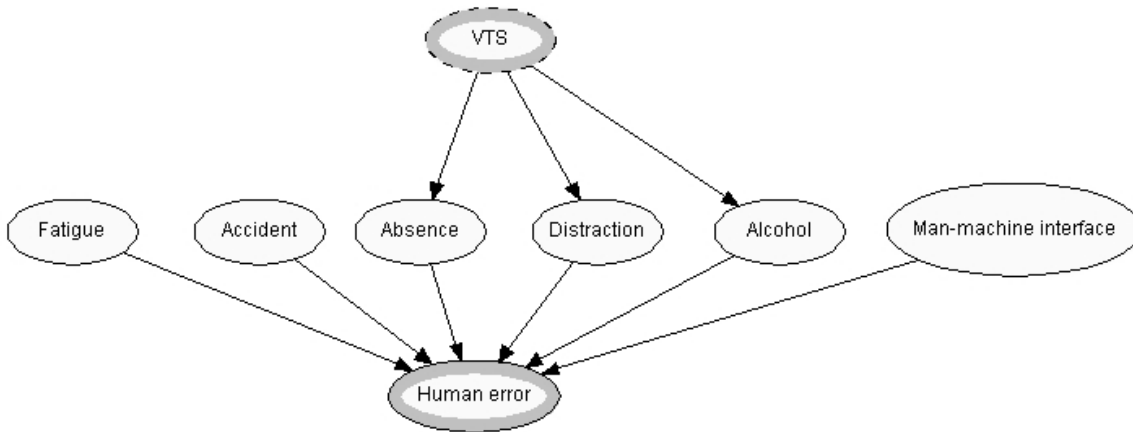 VTS
Fatigue
Accident
Absence
Distraction
Alcohol
Man-machine interface
Human error